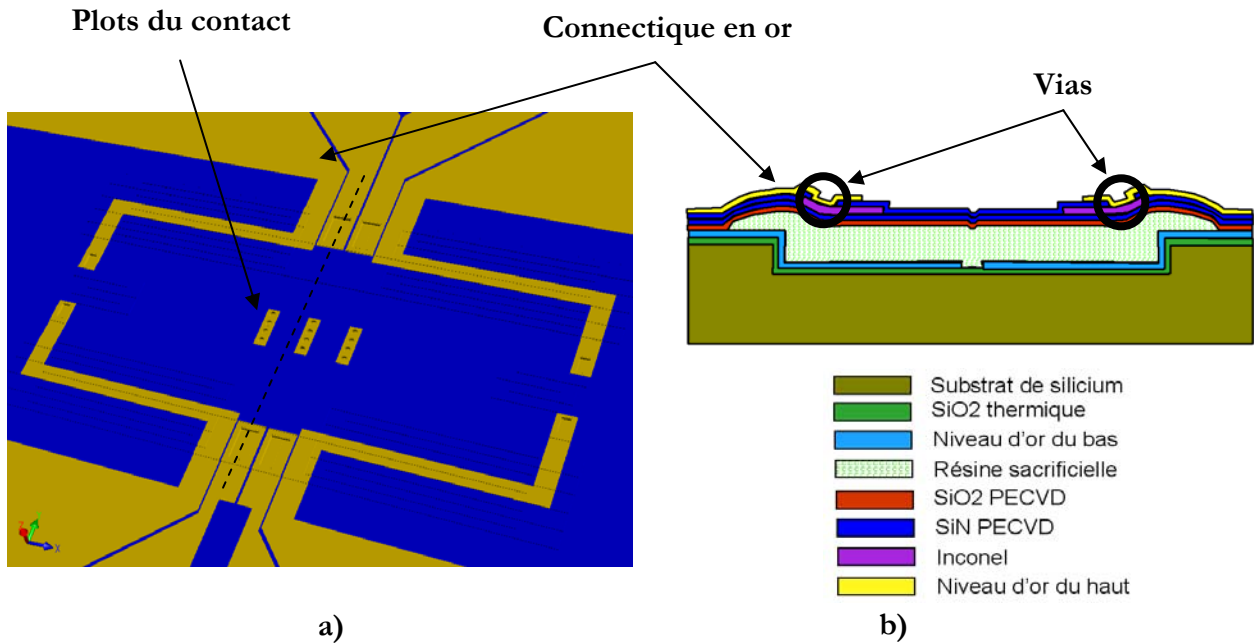 Plots du contact
Connectique en or
Vias
Substrat de silicium
SiO2 thermique
Niveau d'or du bas
Résine sacrificielle
SiO2 PECVD
SiN PECVD
Inconel
Niveau d'or du haut
Z
Y
X
a)
b)